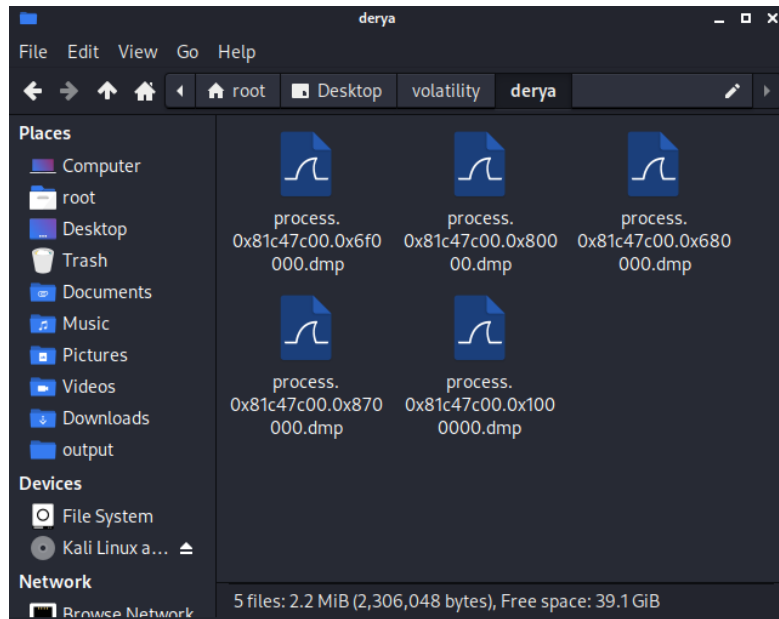 derya
File Edit View Go Help
root Desktop volatility derya
Places
Computer
root
Desktop
Trash
Documents
Music
Pictures
Videos
Downloads
output
Devices
File System
Kali Linux a...
Network
Browse Network
process.
0x81c47c00.0x6f0
000.dmp
process.
0x81c47c00.0x800
00.dmp
process.
0x81c47c00.0x680
000.dmp
process.
0x81c47c00.0x870
000.dmp
process.
0x81c47c00.0x100
0000.dmp
5 files: 2.2 MiB (2,306,048 bytes), Free space: 39.1 GiB